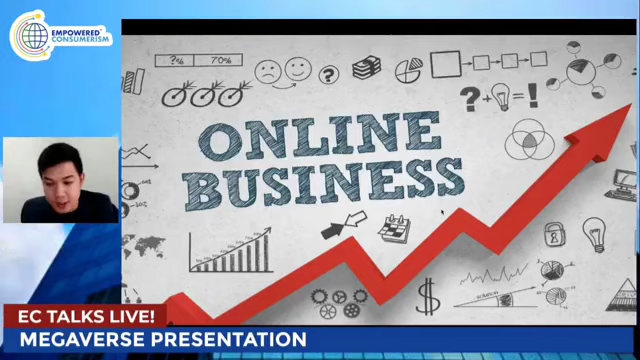 EMPOWERED
CONSUMERISM
?% 70%
ONLINE
BUSINESS
EC TALKS LIVE!
MEGAVERSE PRESENTATION